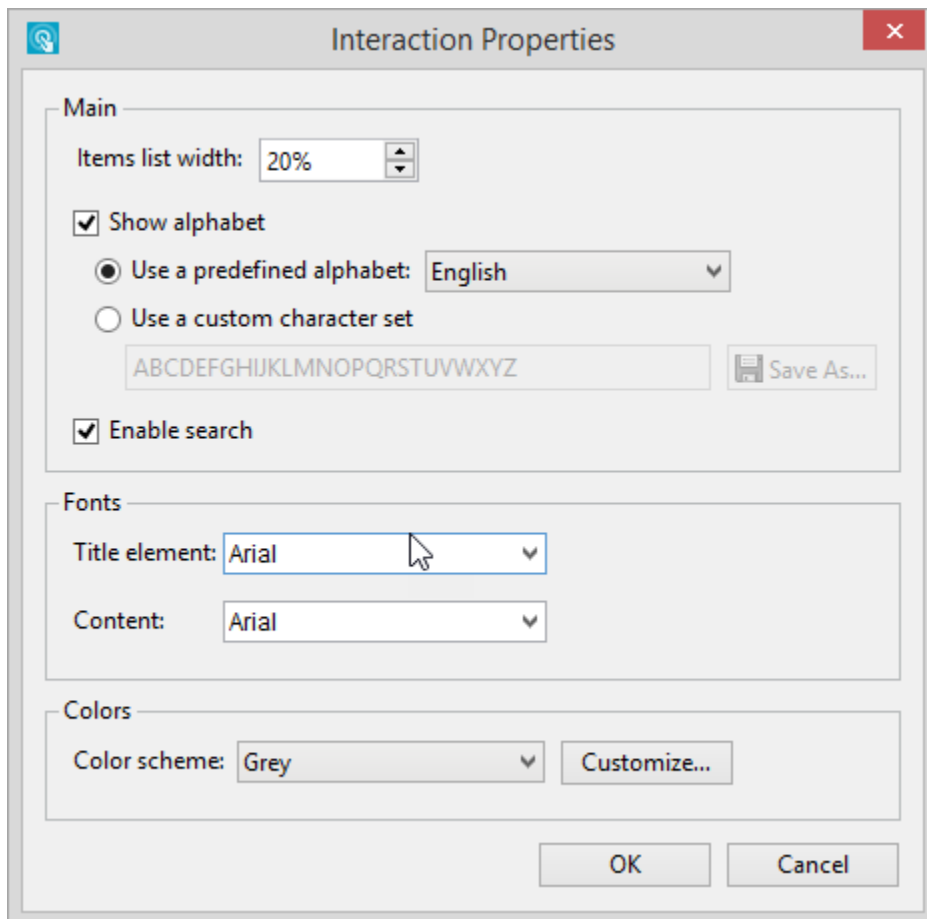 Interaction Properties
Main
Items list width: 20%
Show alphabet
Use a predefined alphabet: English
Use a custom character set
ABCDEFGHIJKLMNOPQRSTUVWXYZ Save As...
Enable search
Fonts
Title element: Arial
Content: Arial
Colors
Color scheme: Grey Customize...
OK Cancel